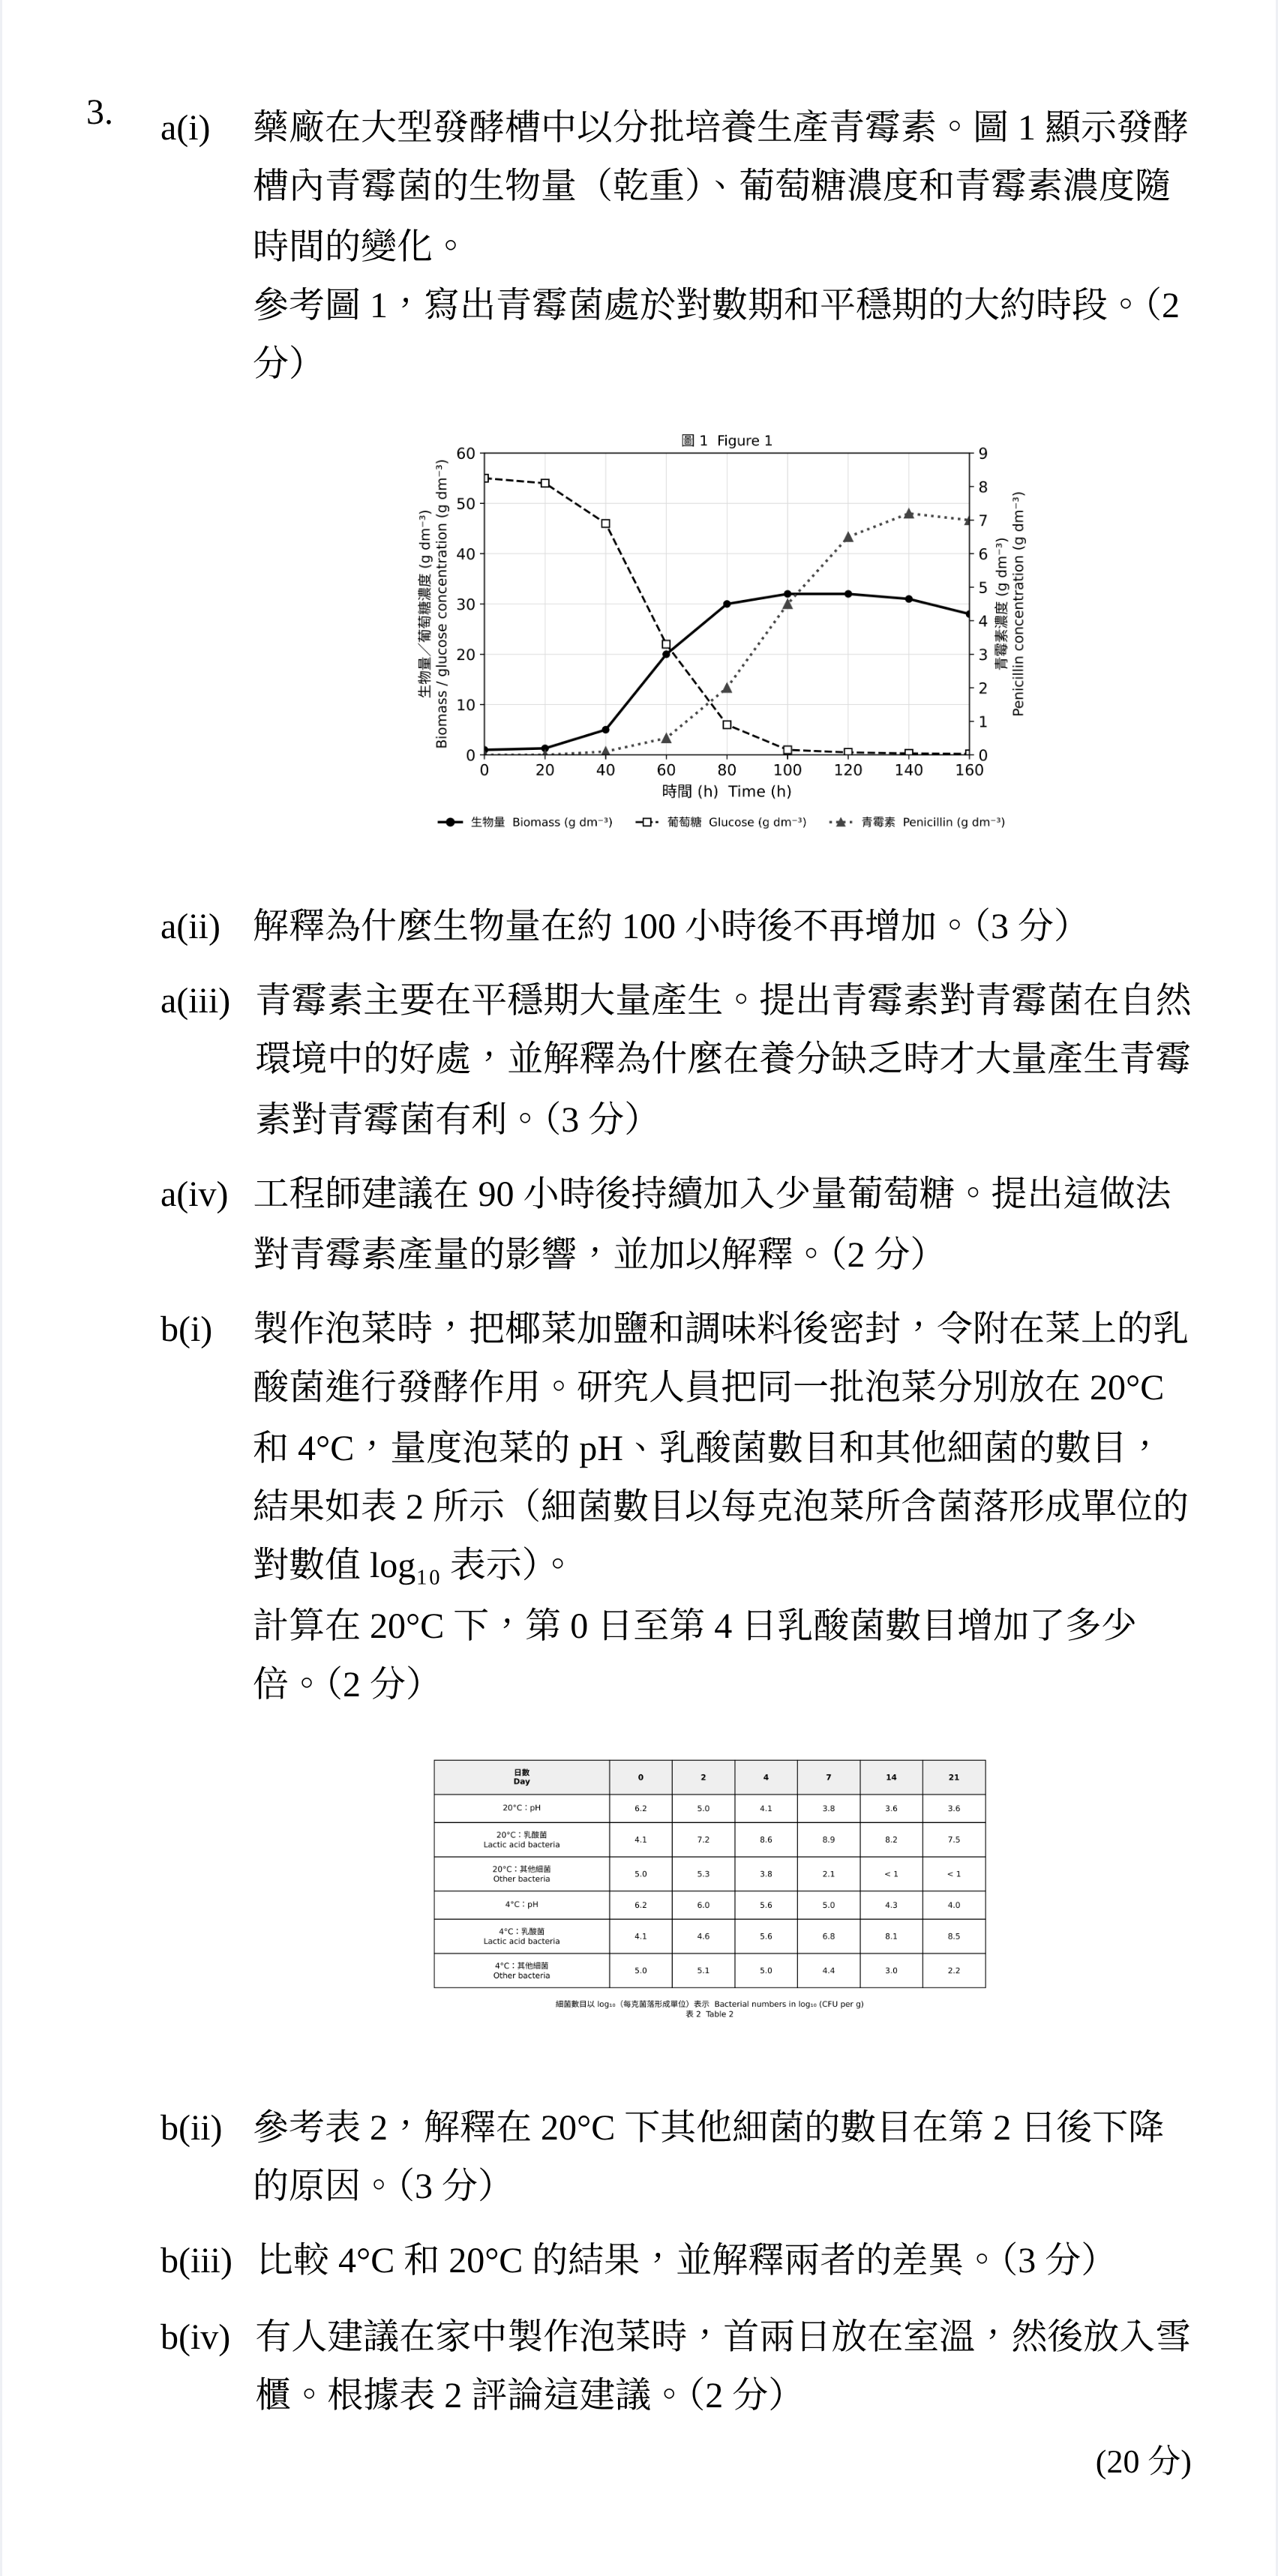 3.
a(i) 藥廠在大型發酵槽中以分批培養生產青霉素。圖 1 顯示發酵
槽內青霉菌的生物量（乾重）、葡萄糖濃度和青霉素濃度隨
時間的變化。
參考圖 1，寫出青霉菌處於對數期和平穩期的大約時段。（2
分）
圖 1 Figure 1
生物量／葡萄糖濃度 (g dm⁻³)
Biomass / glucose concentration (g dm⁻³)
60
50
40
30
20
10
0
9
8
7
6
5
4
3
2
1
0
青霉素濃度 (g dm⁻³)
Penicillin concentration (g dm⁻³)
0 20 40 60 80 100 120 140 160
時間 (h) Time (h)
生物量 Biomass (g dm⁻³) 葡萄糖 Glucose (g dm⁻³) 青霉素 Penicillin (g dm⁻³)
a(ii) 解釋為什麼生物量在約 100 小時後不再增加。（3 分）
a(iii) 青霉素主要在平穩期大量產生。提出青霉素對青霉菌在自然
環境中的好處，並解釋為什麼在養分缺乏時才大量產生青霉
素對青霉菌有利。（3 分）
a(iv) 工程師建議在 90 小時後持續加入少量葡萄糖。提出這做法
對青霉素產量的影響，並加以解釋。（2 分）
b(i) 製作泡菜時，把椰菜加鹽和調味料後密封，令附在菜上的乳
酸菌進行發酵作用。研究人員把同一批泡菜分別放在 20°C
和 4°C，量度泡菜的 pH、乳酸菌數目和其他細菌的數目，
結果如表 2 所示（細菌數目以每克泡菜所含菌落形成單位的
對數值 log₁₀ 表示）。
計算在 20°C 下，第 0 日至第 4 日乳酸菌數目增加了多少
倍。（2 分）
日數
Day 0 2 4 7 14 21
20°C：pH 6.2 5.0 4.1 3.8 3.6 3.6
20°C：乳酸菌
Lactic acid bacteria 4.1 7.2 8.6 8.9 8.2 7.5
20°C：其他細菌
Other bacteria 5.0 5.3 3.8 2.1 < 1 < 1
4°C：pH 6.2 6.0 5.6 5.0 4.3 4.0
4°C：乳酸菌
Lactic acid bacteria 4.1 4.6 5.6 6.8 8.1 8.5
4°C：其他細菌
Other bacteria 5.0 5.1 5.0 4.4 3.0 2.2
細菌數目以 log₁₀（每克菌落形成單位）表示 Bacterial numbers in log₁₀ (CFU per g)
表 2 Table 2
b(ii) 參考表 2，解釋在 20°C 下其他細菌的數目在第 2 日後下降
的原因。（3 分）
b(iii) 比較 4°C 和 20°C 的結果，並解釋兩者的差異。（3 分）
b(iv) 有人建議在家中製作泡菜時，首兩日放在室溫，然後放入雪
櫃。根據表 2 評論這建議。（2 分）
(20 分)